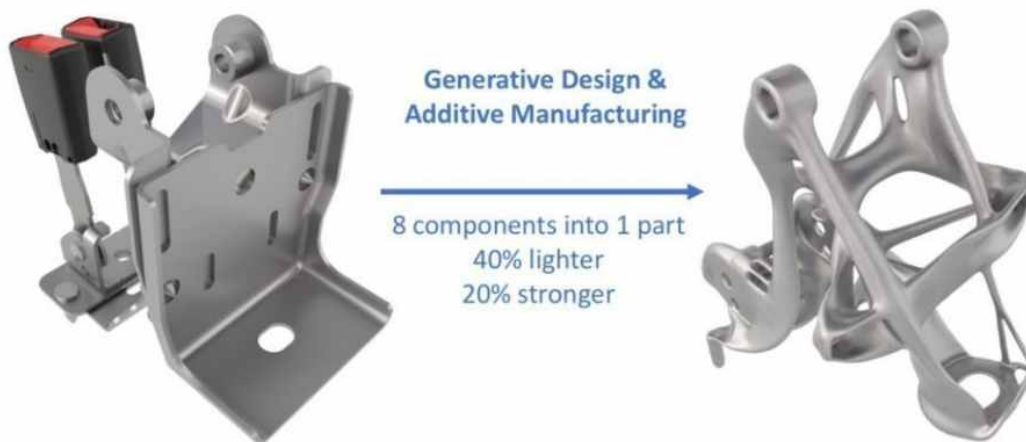 Generative Design &
Additive Manufacturing
8 components into 1 part
40% lighter
20% stronger